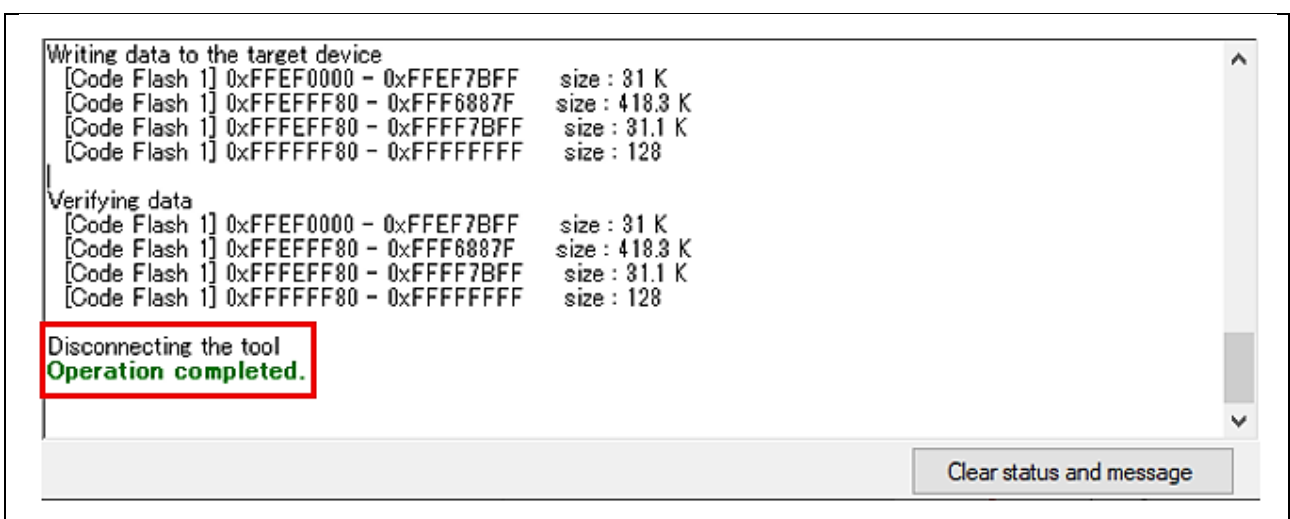 Writing data to the target device
[Code Flash 1] 0xFFEF0000 - 0xFFEF7BFF size : 31 K
[Code Flash 1] 0xFFEFFF80 - 0xFFF6887F size : 418.3 K
[Code Flash 1] 0xFFFEFF80 - 0xFFFF7BFF size : 31.1 K
[Code Flash 1] 0xFFFFFF80 - 0xFFFFFFFF size : 128
Verifying data
[Code Flash 1] 0xFFEF0000 - 0xFFEF7BFF size : 31 K
[Code Flash 1] 0xFFEFFF80 - 0xFFF6887F size : 418.3 K
[Code Flash 1] 0xFFFEFF80 - 0xFFFF7BFF size : 31.1 K
[Code Flash 1] 0xFFFFFF80 - 0xFFFFFFFF size : 128
Disconnecting the tool
Operation completed.
Clear status and message